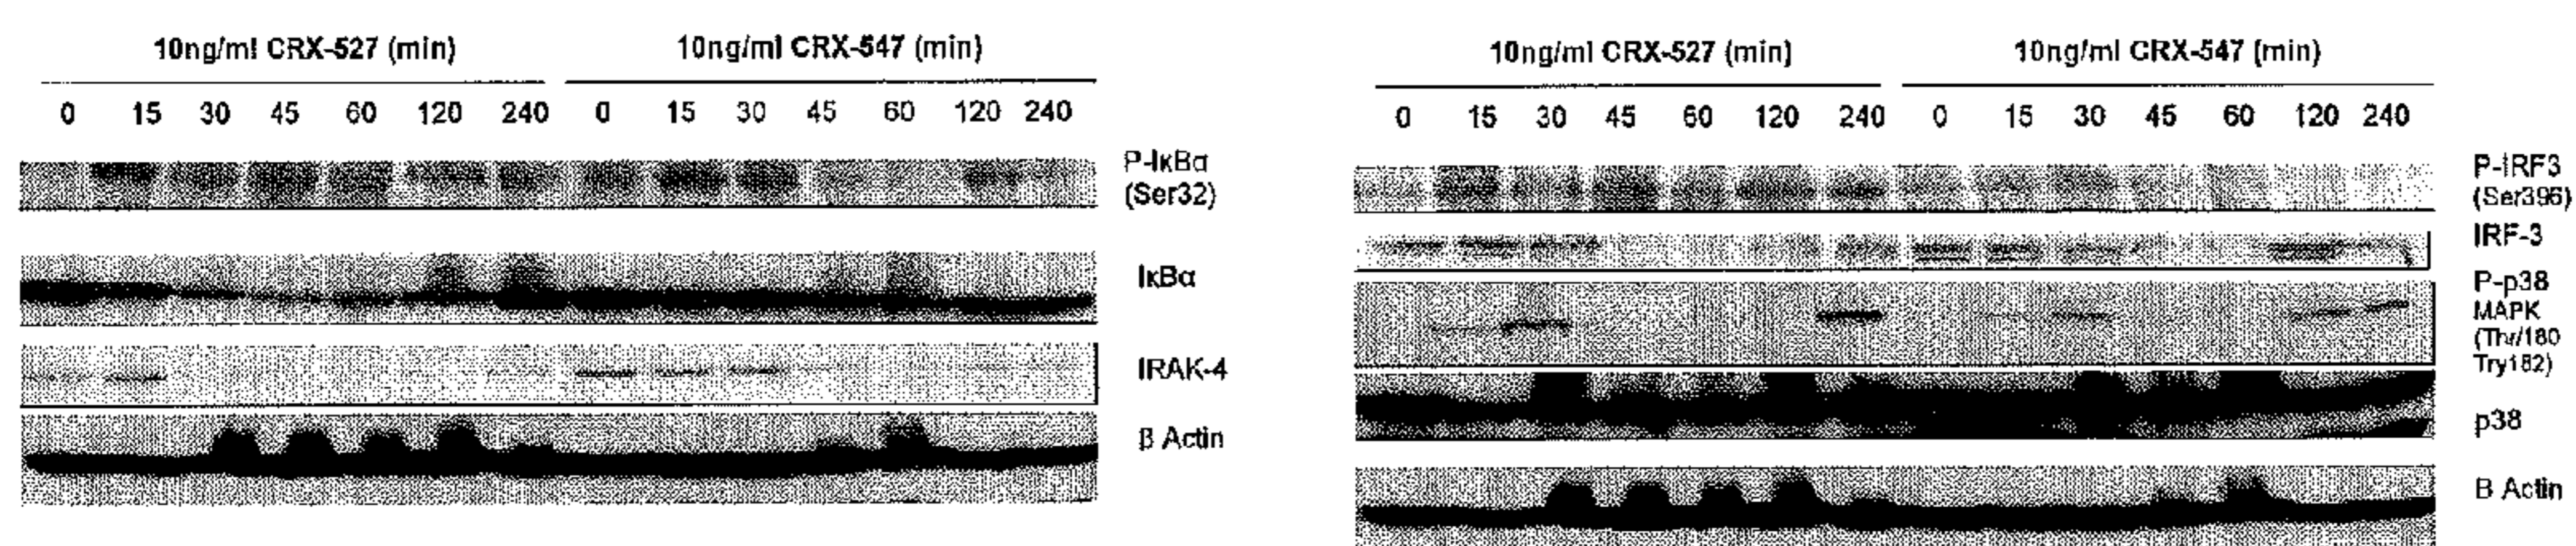 10ng/ml CRX-527 (min) 10ng/ml CRX-547 (min)
0 15 30 45 60 120 240 0 15 30 45 60 120 240
P-IκBα
(Ser32)
IκBα
IRAK-4
β Actin
10ng/ml CRX-527 (min) 10ng/ml CRX-547 (min)
0 15 30 45 60 120 240 0 15 30 45 60 120 240
P-IRF3
(Ser396)
IRF-3
P-p38
MAPK
(Thr/180
Try182)
p38
B Actin